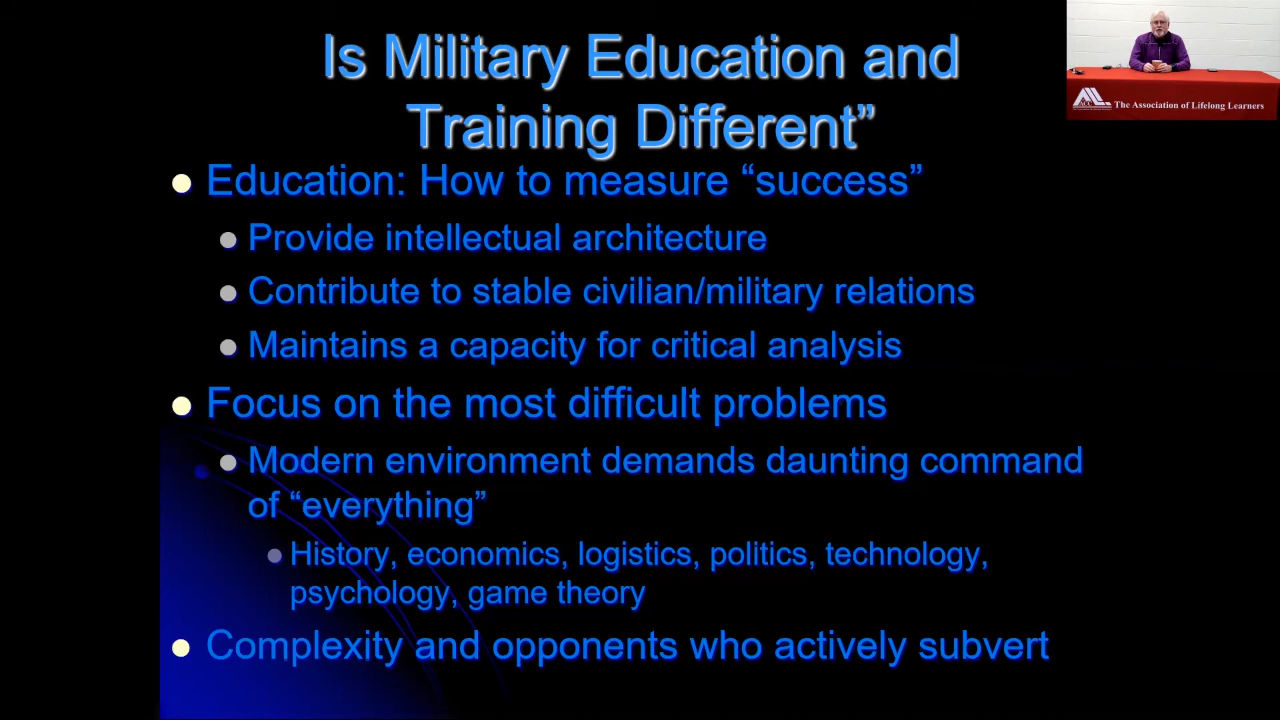 Is Military Education and
Training Different”
Education: How to measure “success”
Provide intellectual architecture
Contribute to stable civilian/military relations
Maintains a capacity for critical analysis
Focus on the most difficult problems
Modern environment demands daunting command
of “everything”
History, economics, logistics, politics, technology,
psychology, game theory
Complexity and opponents who actively subvert
The Association of Lifelong Learners